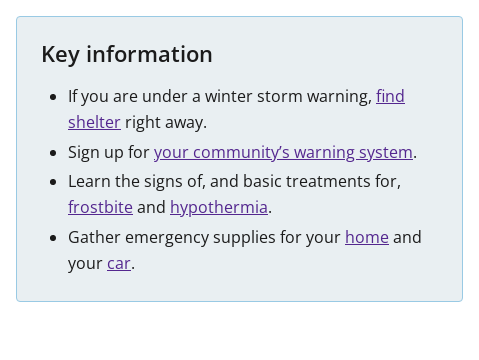 Key information
If you are under a winter storm warning, find
shelter right away.
Sign up for your community’s warning system.
Learn the signs of, and basic treatments for,
frostbite and hypothermia.
Gather emergency supplies for your home and
your car.